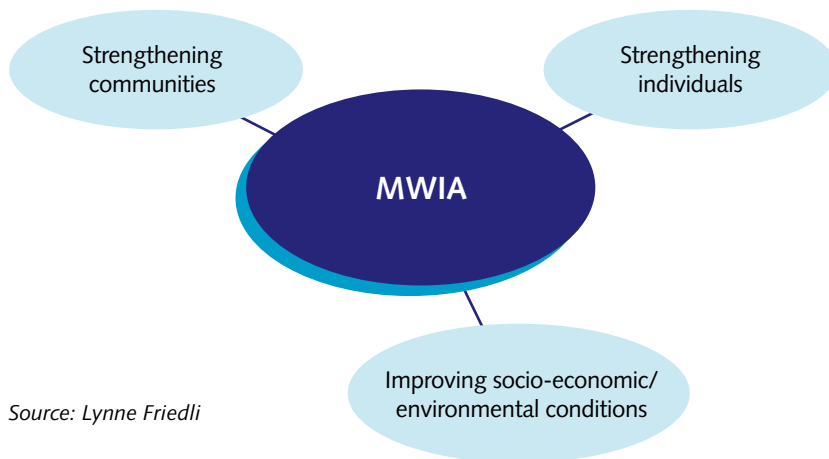 Strengthening
communities
Strengthening
individuals
MWIA
Improving socio-economic/
environmental conditions
Source: Lynne Friedli